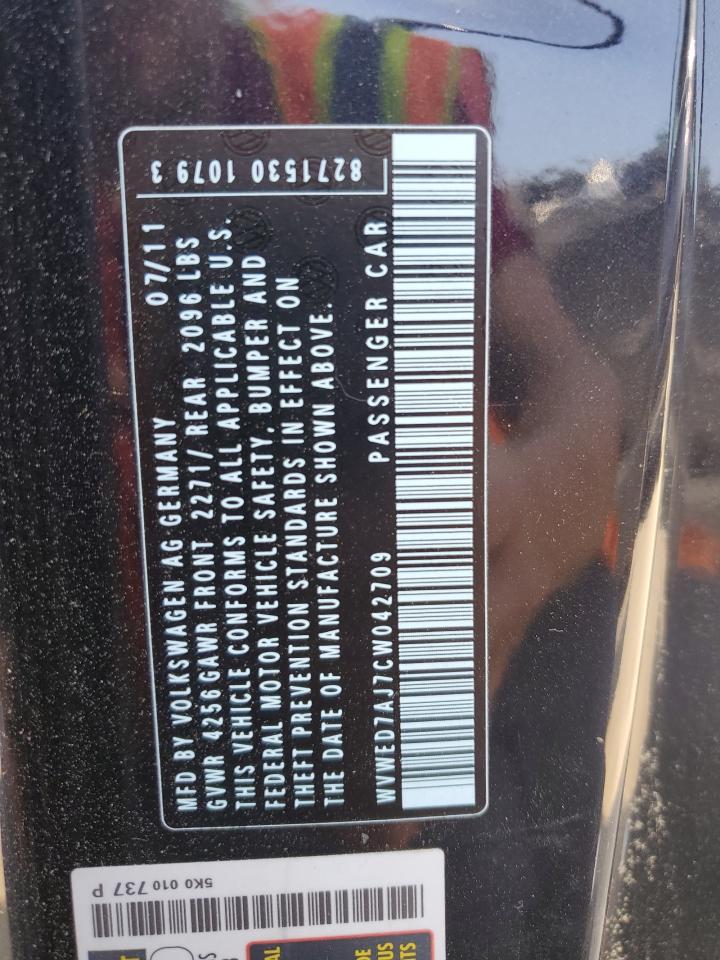 MFD BY VOLKSWAGEN AG GERMANY 07/11
GVWR 4256 GAWR FRONT 2271/ REAR 2096 LBS
THIS VEHICLE CONFORMS TO ALL APPLICABLE U.S.
FEDERAL MOTOR VEHICLE SAFETY, BUMPER AND
THEFT PREVENTION STANDARDS IN EFFECT ON
THE DATE OF MANUFACTURE SHOWN ABOVE.
WVWED7AJ7CW042709 PASSENGER CAR
8271530 1079 3
5K0 010 737 P